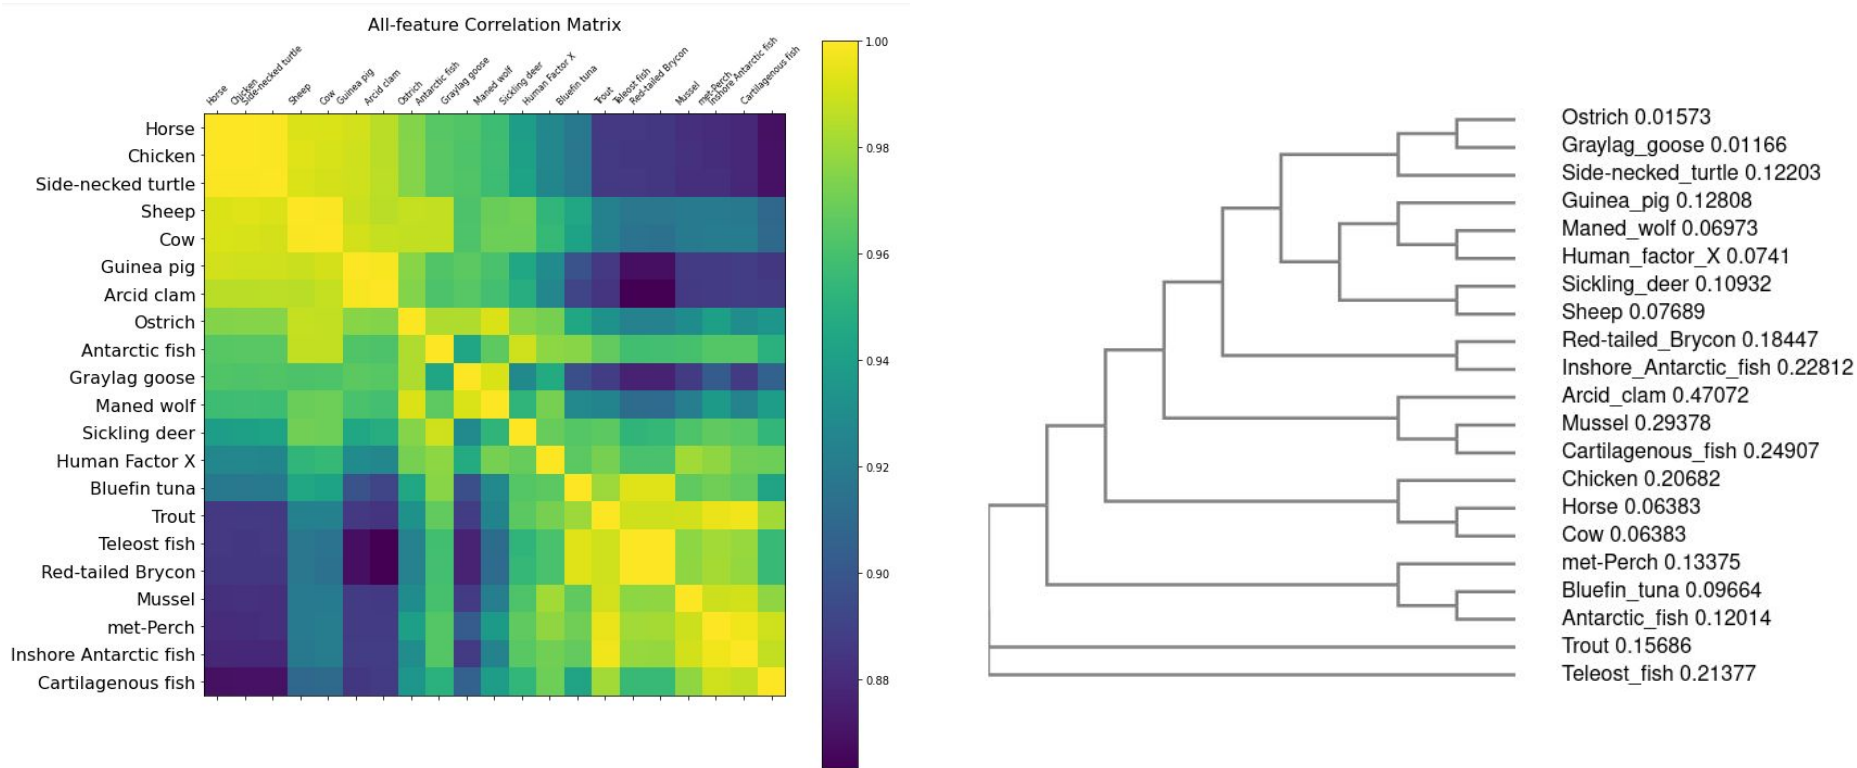 All-feature Correlation Matrix
Horse
Chicken
Side-necked turtle
Sheep
Cow
Guinea pig
Arcid clam
Ostrich
Antarctic fish
Graylag goose
Maned wolf
Sickling deer
Human Factor X
Bluefin tuna
Trout
Teleost fish
Red-tailed Brycon
Mussel
met-Perch
Inshore Antarctic fish
Cartilagenous fish
Horse
Chicken
Side-necked turtle
Sheep
Cow
Guinea pig
Arcid clam
Ostrich
Antarctic fish
Graylag goose
Maned wolf
Sickling deer
Human Factor X
Bluefin tuna
Trout
Teleost fish
Red-tailed Brycon
Mussel
met-Perch
Inshore Antarctic fish
Cartilagenous fish
1.00
0.98
0.96
0.94
0.92
0.90
0.88
Ostrich 0.01573
Graylag_goose 0.01166
Side-necked_turtle 0.12203
Guinea_pig 0.12808
Maned_wolf 0.06973
Human_factor_X 0.0741
Sickling_deer 0.10932
Sheep 0.07689
Red-tailed_Brycon 0.18447
Inshore_Antarctic_fish 0.22812
Arcid_clam 0.47072
Mussel 0.29378
Cartilagenous_fish 0.24907
Chicken 0.20682
Horse 0.06383
Cow 0.06383
met-Perch 0.13375
Bluefin_tuna 0.09664
Antarctic_fish 0.12014
Trout 0.15686
Teleost_fish 0.21377